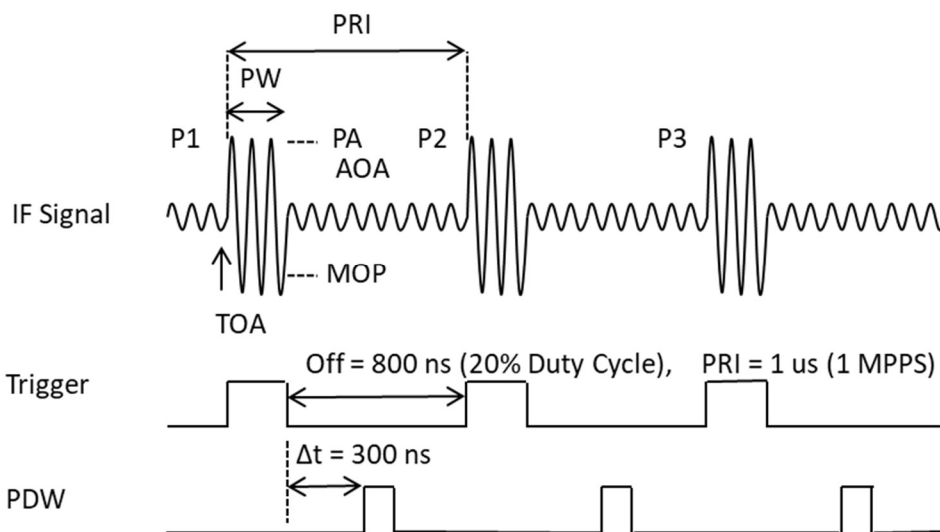 PRI
PW
P1
PA
P2
P3
AOA
IF Signal
MOP
TOA
Off = 800 ns (20% Duty Cycle), PRI = 1 us (1 MPPS)
Trigger
Δt = 300 ns
PDW